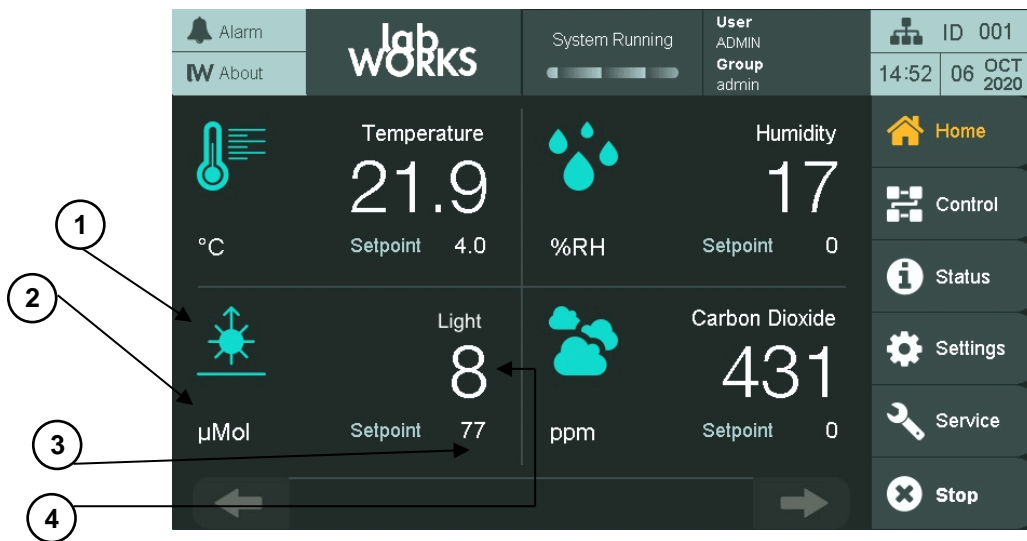 Alarm
IW About
lab
WORKS
System Running
User
ADMIN
Group
admin
ID 001
14:52 06 OCT
2020
Temperature
21.9
°C Setpoint 4.0
Humidity
17
%RH Setpoint 0
Light
8
µMol Setpoint 77
Carbon Dioxide
431
ppm Setpoint 0
Home
Control
Status
Settings
Service
Stop
1
2
3
4